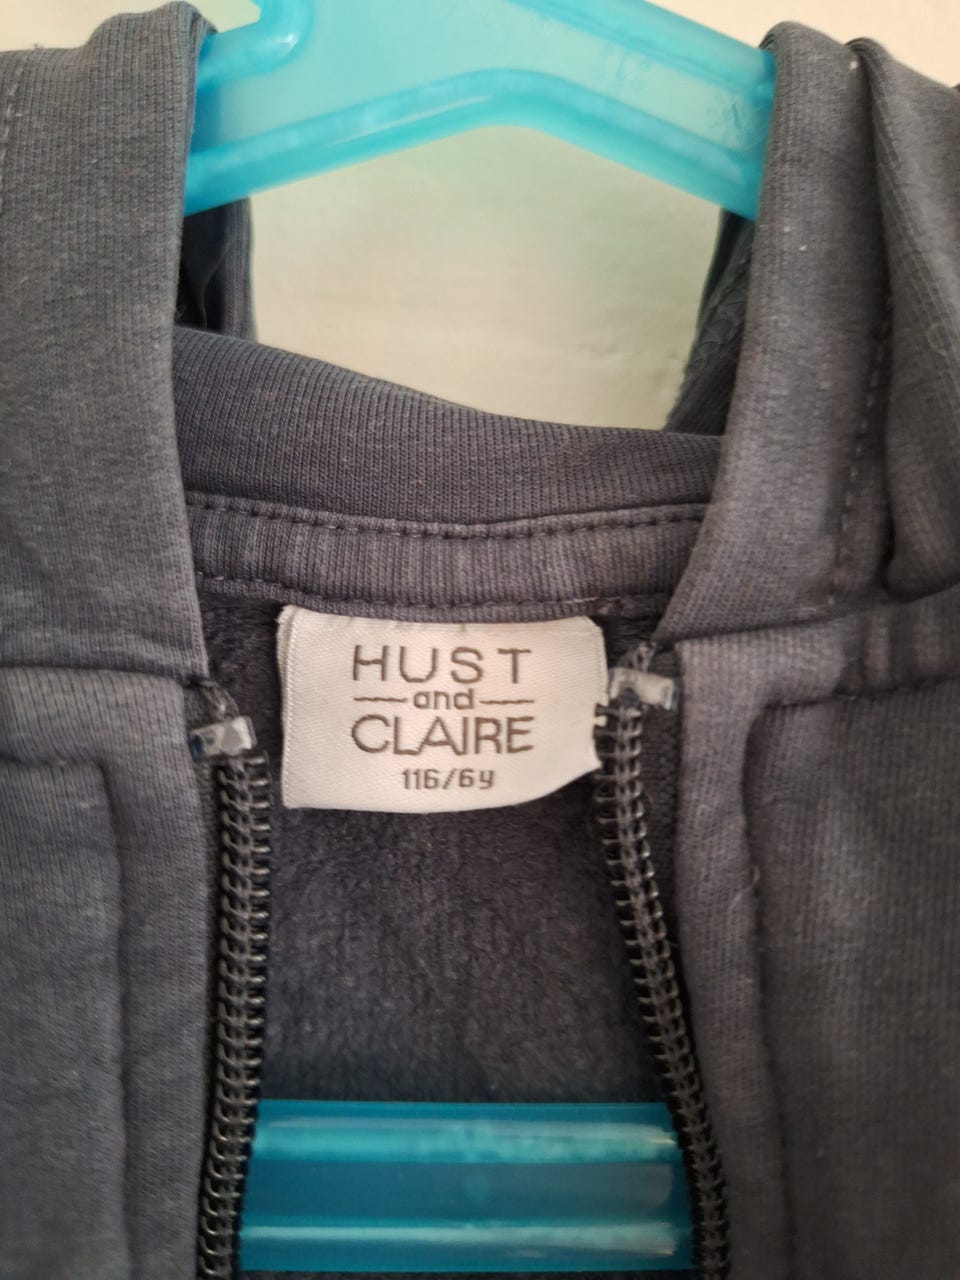 HUST
and
CLAIRE
116/6y